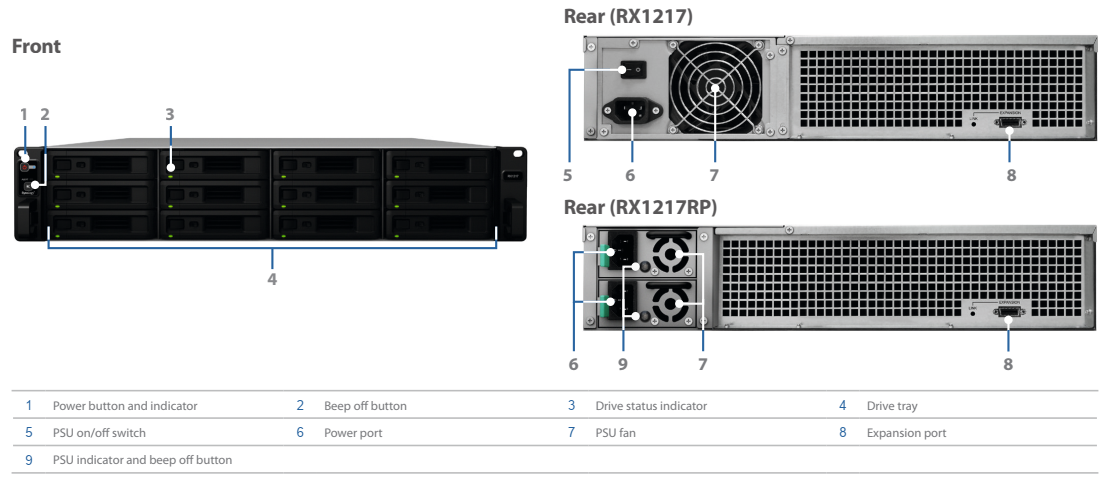 Rear (RX1217)
Front
1 2 3
4
5 6 7 8
EXPANSION
Rear (RX1217RP)
EXPANSION
6 9 7 8
1 Power button and indicator 2 Beep off button 3 Drive status indicator 4 Drive tray
5 PSU on/off switch 6 Power port 7 PSU fan 8 Expansion port
9 PSU indicator and beep off button